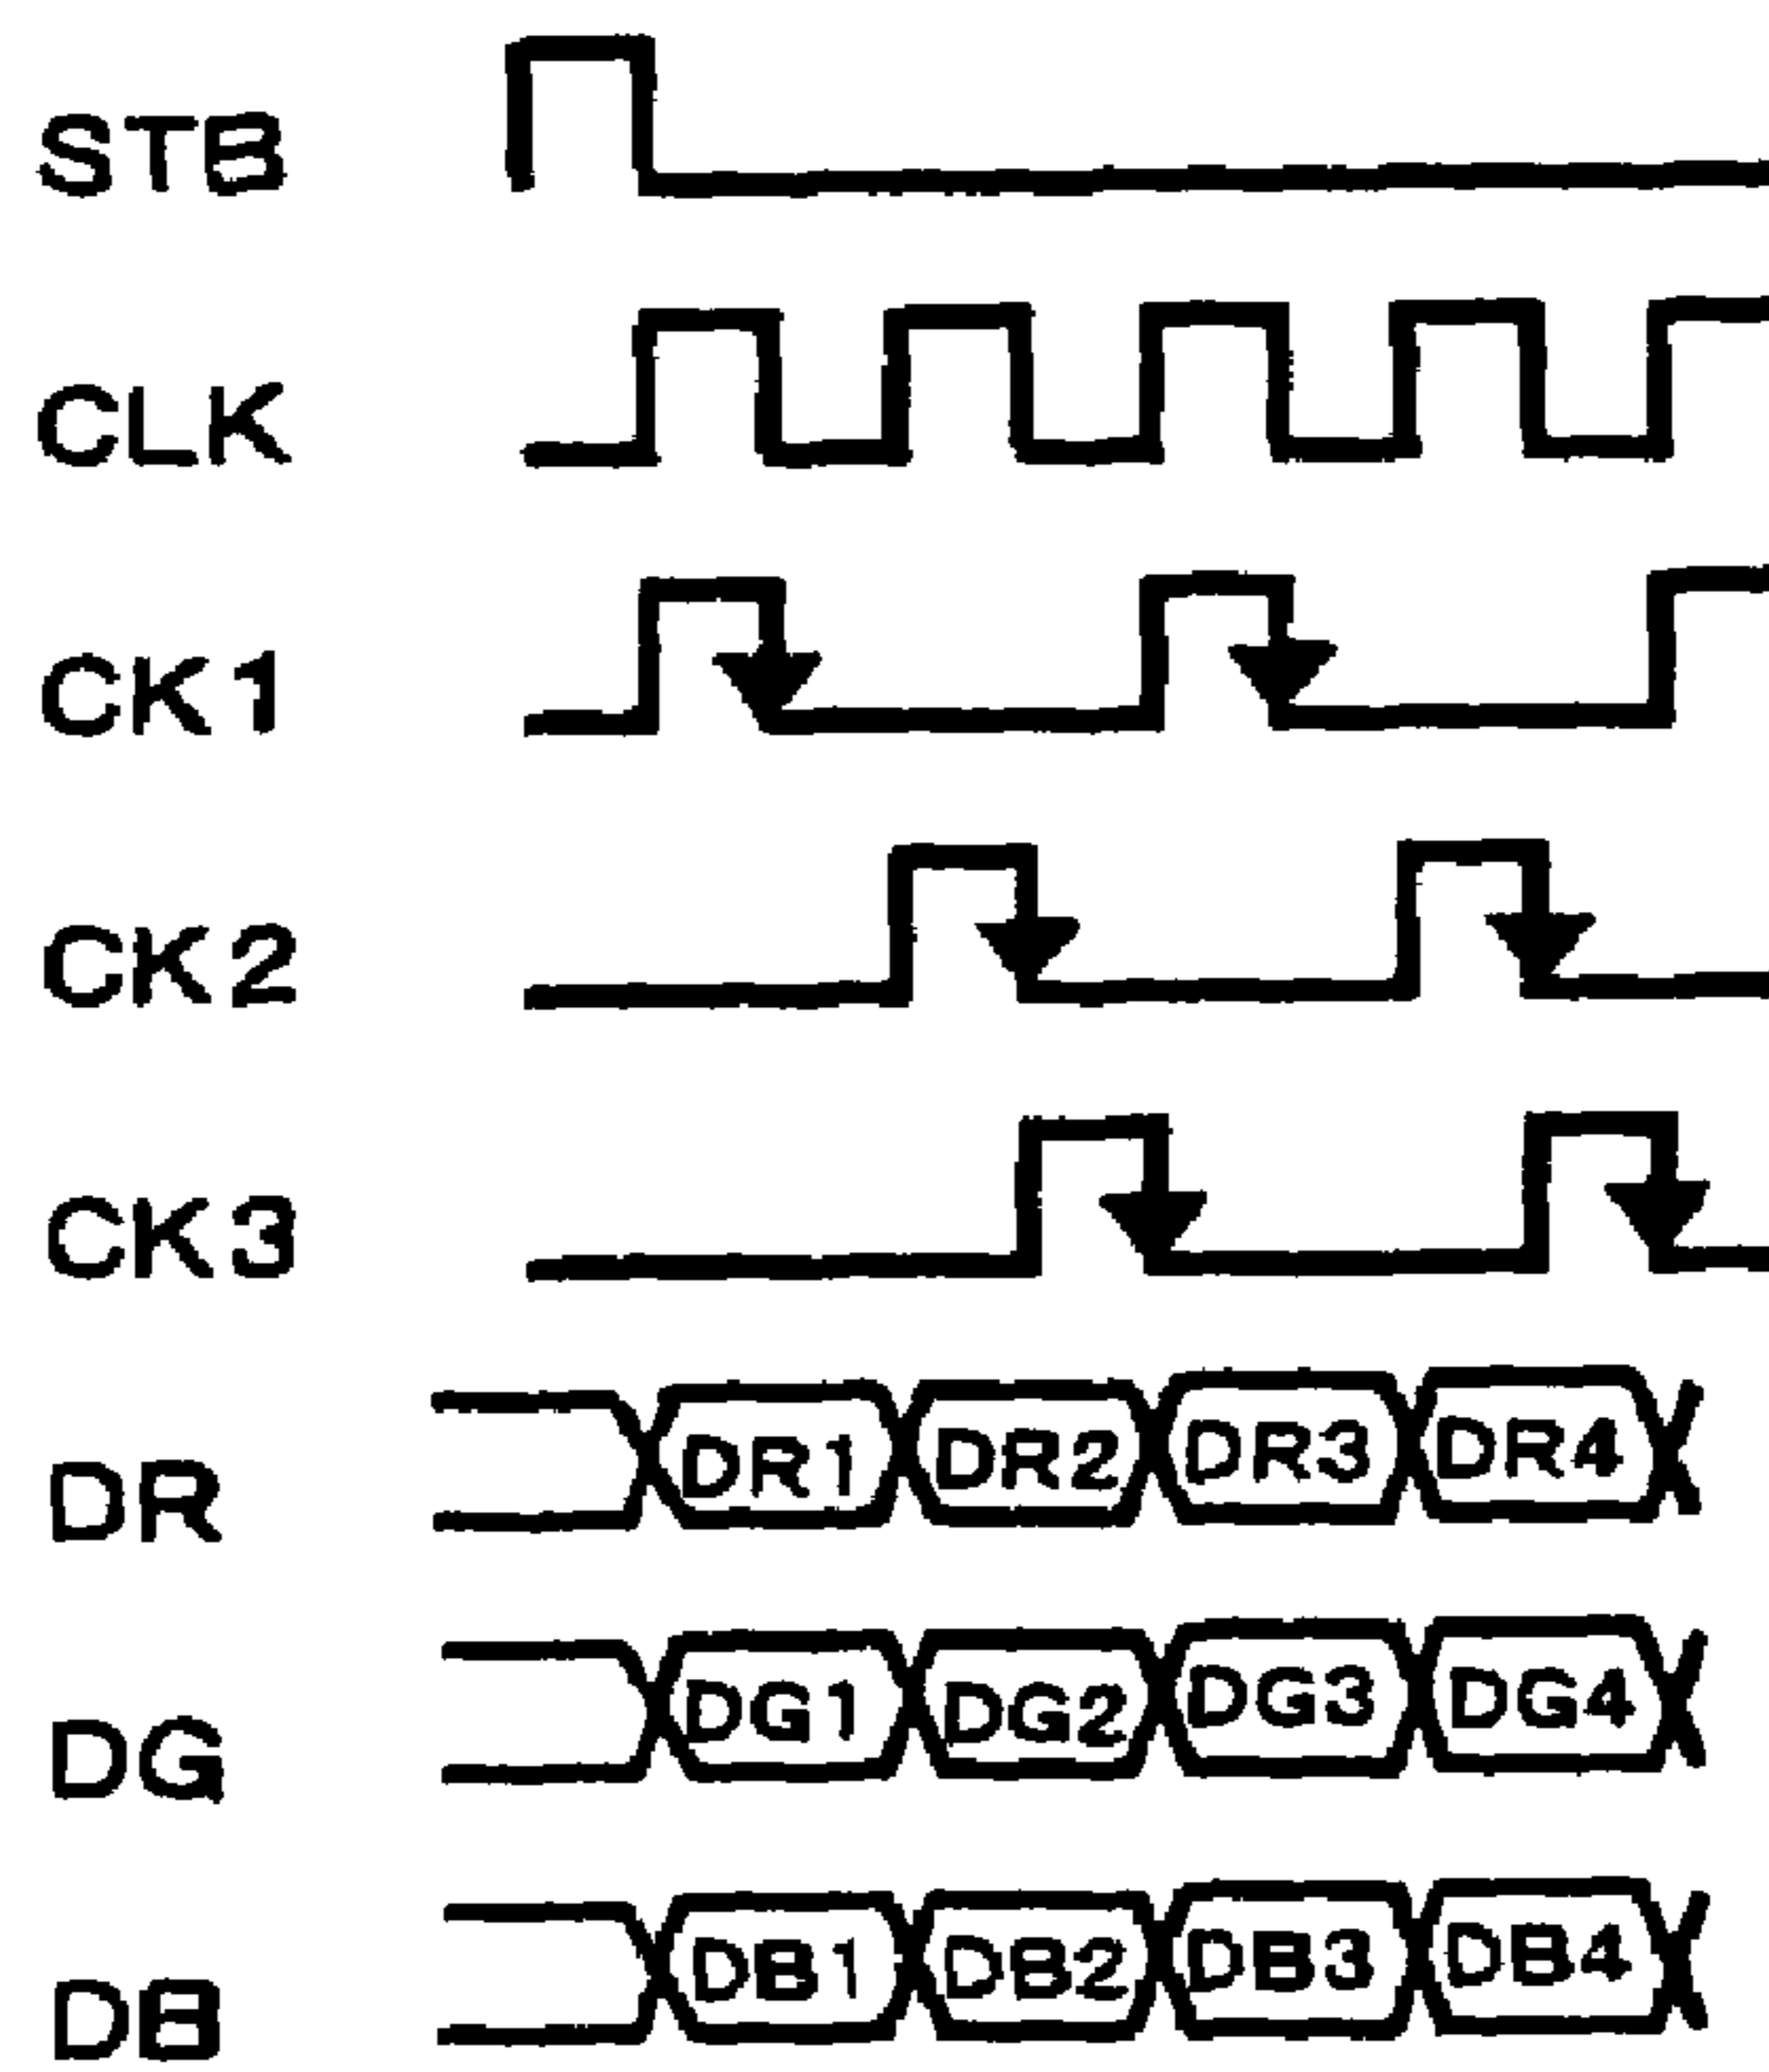 STB
CLK
CK1
CK2
CK3
DR DR1 DR2 DR3 DR4
DG DG1 DG2 DG3 DG4
DB DB1 DB2 DB3 DB4